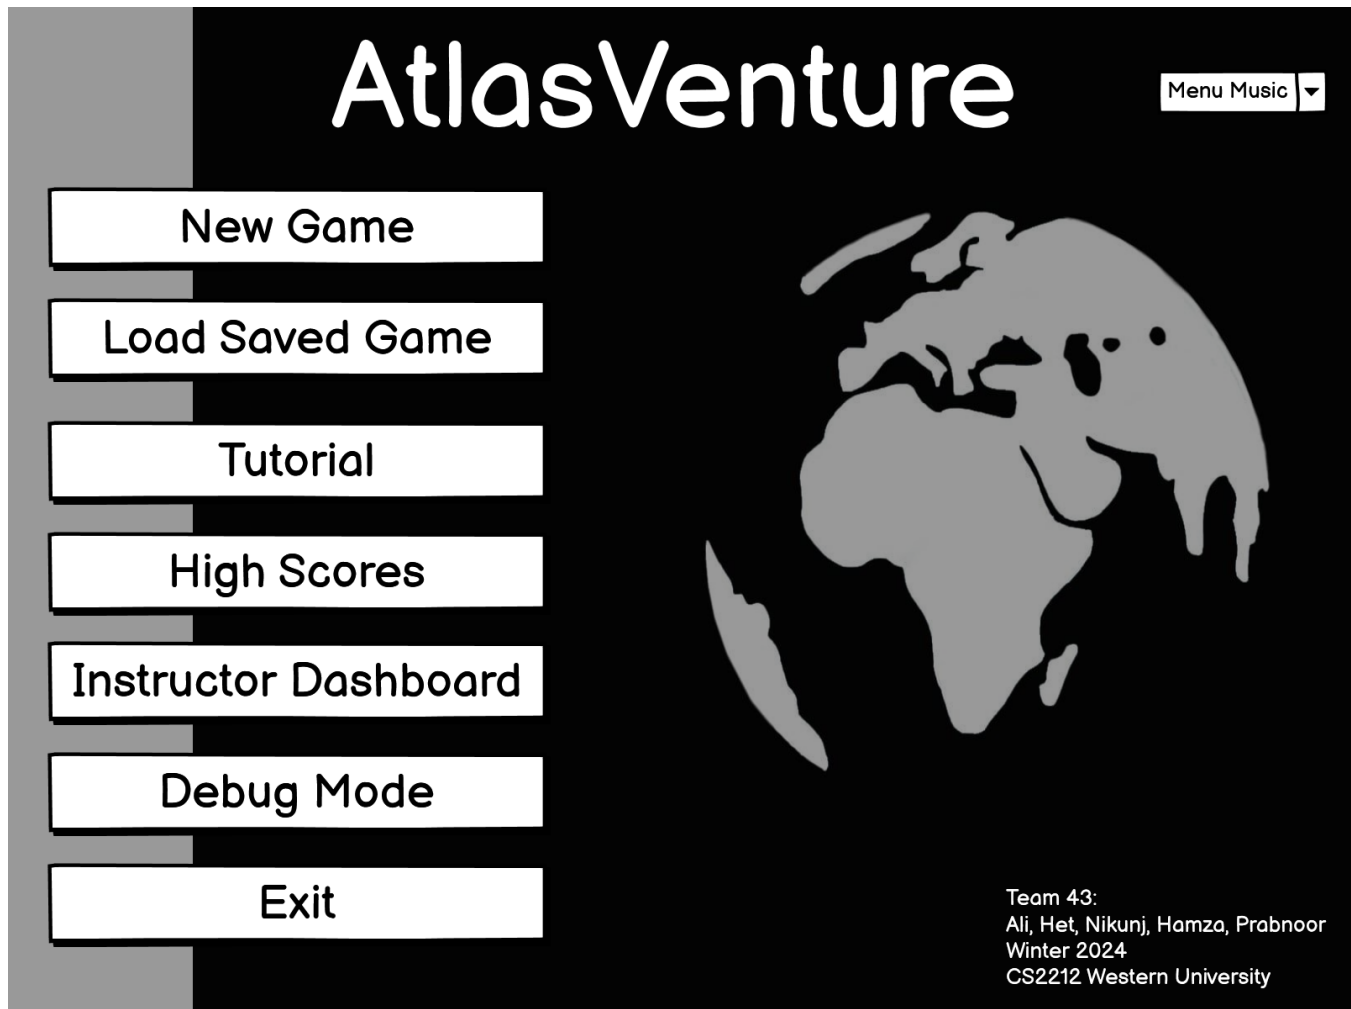 AtlasVenture
Menu Music
New Game
Load Saved Game
Tutorial
High Scores
Instructor Dashboard
Debug Mode
Exit
Team 43:
Ali, Het, Nikunj, Hamza, Prabnoor
Winter 2024
CS2212 Western University